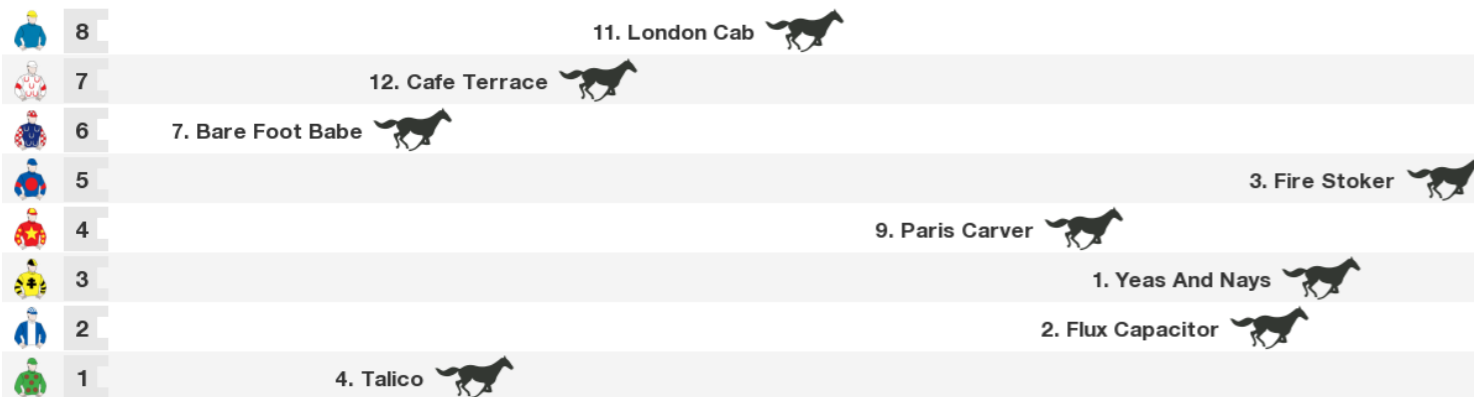 8 11. London Cab
7 12. Cafe Terrace
6 7. Bare Foot Babe
5 3. Fire Stoker
4 9. Paris Carver
3 1. Yeas And Nays
2 2. Flux Capacitor
1 4. Talico